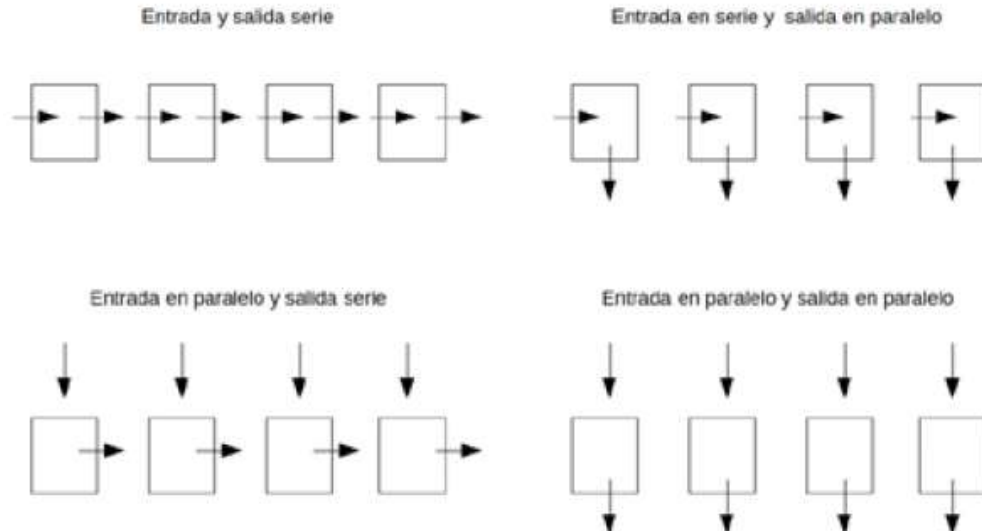 Entrada y salida serie
Entrada en serie y salida en paralelo
Entrada en paralelo y salida serie
Entrada en paralelo y salida en paralelo